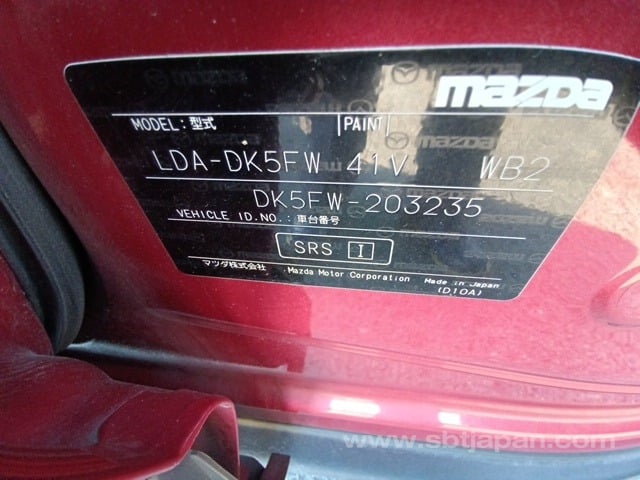 mazda
MODEL : 型式 PAINT
LDA-DK5FW 41V WB2
DK5FW-203235
VEHICLE ID.NO. : 車台番号
SRS I
マツダ株式会社 Mazda Motor Corporation Made in Japan
(D10A)
www.sbtjapan.com